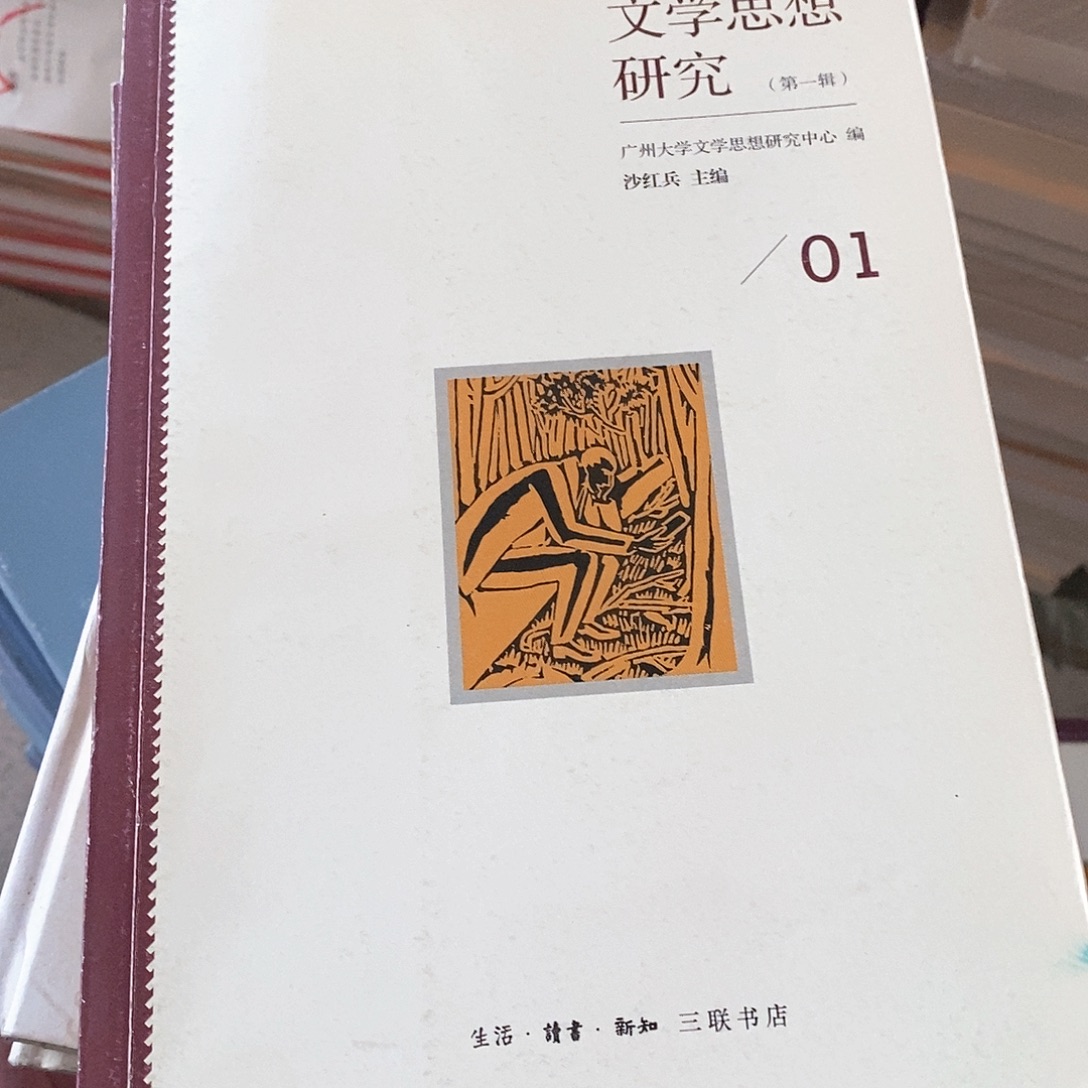 文学思想
研究 （第一辑）
广州大学文学思想研究中心 编
沙红兵 主编
/01
生活·讀書·新知 三联书店